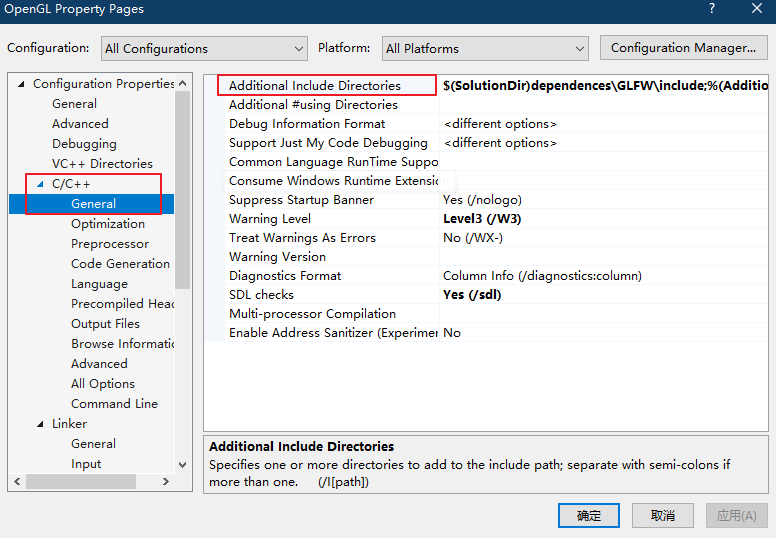 OpenGL Property Pages
?
Configuration: All Configurations Platform: All Platforms Configuration Manager...
Configuration Properties
General
Advanced
Debugging
VC++ Directories
C/C++
General
Optimization
Preprocessor
Code Generation
Language
Precompiled Head
Output Files
Browse Informatio
Advanced
All Options
Command Line
Linker
General
Input
Additional Include Directories $(SolutionDir)dependences\GLFW\include;%(Additio
Additional #using Directories
Debug Information Format <different options>
Support Just My Code Debugging <different options>
Common Language RunTime Suppo
Consume Windows Runtime Extensio
Suppress Startup Banner Yes (/nologo)
Warning Level Level3 (/W3)
Treat Warnings As Errors No (/WX-)
Warning Version
Diagnostics Format Column Info (/diagnostics:column)
SDL checks Yes (/sdl)
Multi-processor Compilation
Enable Address Sanitizer (Experimen No
Additional Include Directories
Specifies one or more directories to add to the include path; separate with semi-colons if
more than one. (/I[path])
确定 取消 应用(A)